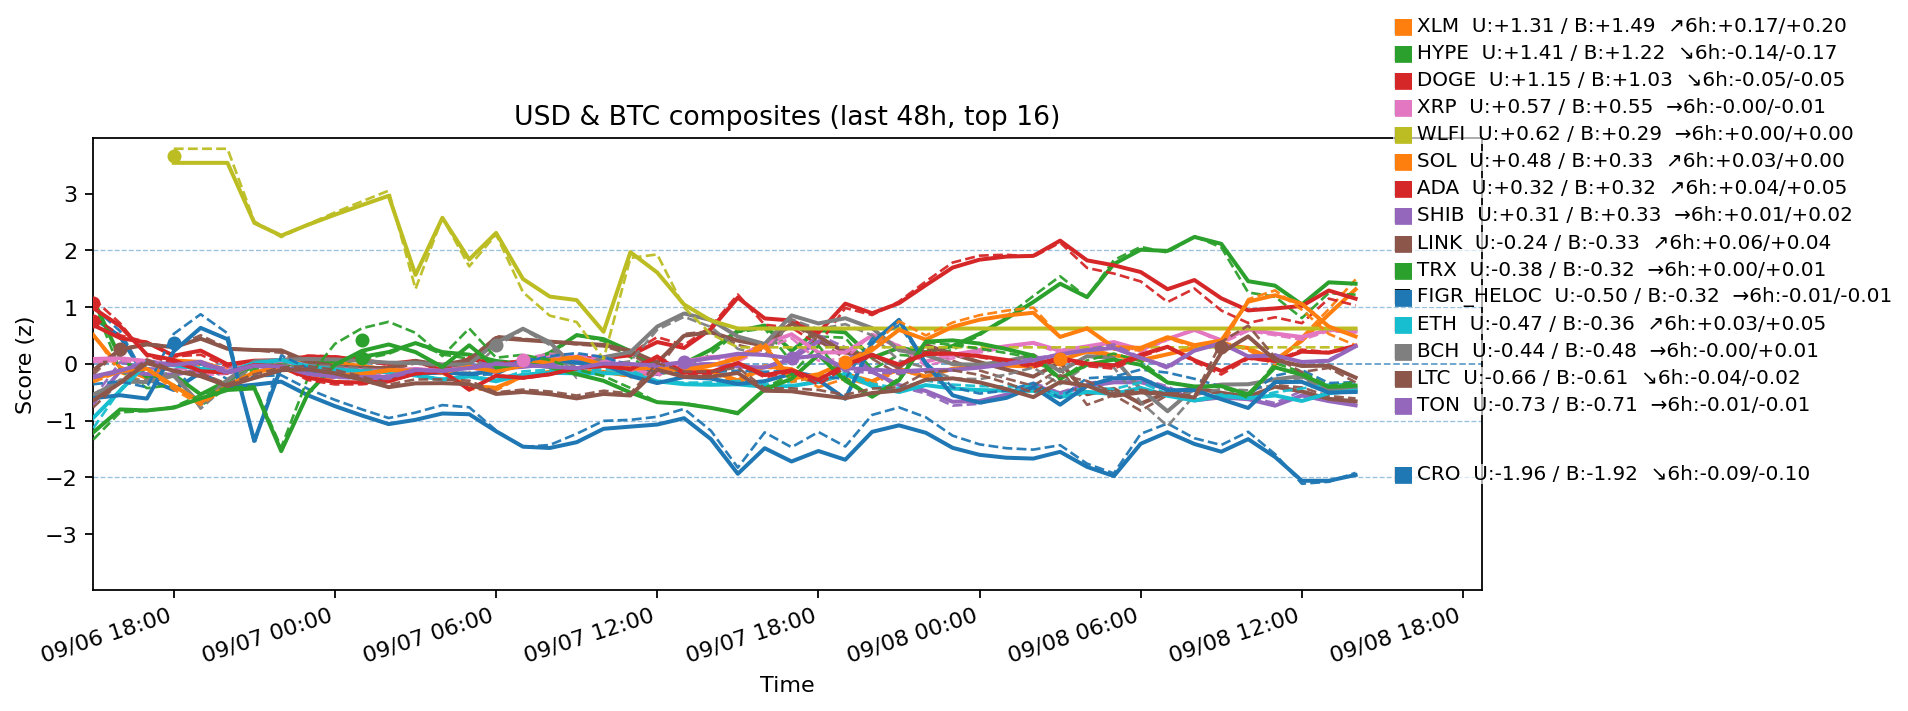 XLM  U:+1.31 / B:+1.49  ↗6h:+0.17/+0.20
HYPE  U:+1.41 / B:+1.22  ↘6h:-0.14/-0.17
DOGE  U:+1.15 / B:+1.03  ↘6h:-0.05/-0.05
XRP  U:+0.57 / B:+0.55  →6h:-0.00/-0.01
WLFI  U:+0.62 / B:+0.29  →6h:+0.00/+0.00
SOL  U:+0.48 / B:+0.33  ↗6h:+0.03/+0.00
ADA  U:+0.32 / B:+0.32  ↗6h:+0.04/+0.05
SHIB  U:+0.31 / B:+0.33  →6h:+0.01/+0.02
LINK  U:-0.24 / B:-0.33  ↗6h:+0.06/+0.04
TRX  U:-0.38 / B:-0.32  →6h:+0.00/+0.01
FIGR_HELOC  U:-0.50 / B:-0.32  →6h:-0.01/-0.01
ETH  U:-0.47 / B:-0.36  ↗6h:+0.03/+0.05
BCH  U:-0.44 / B:-0.48  →6h:-0.00/+0.01
LTC  U:-0.66 / B:-0.61  ↘6h:-0.04/-0.02
TON  U:-0.73 / B:-0.71  →6h:-0.01/-0.01
CRO  U:-1.96 / B:-1.92  ↘6h:-0.09/-0.10
USD & BTC composites (last 48h, top 16)
Score (z)
3
2
1
0
−1
−2
−3
09/06 18:00
09/07 00:00
09/07 06:00
09/07 12:00
09/07 18:00
09/08 00:00
09/08 06:00
09/08 12:00
09/08 18:00
Time